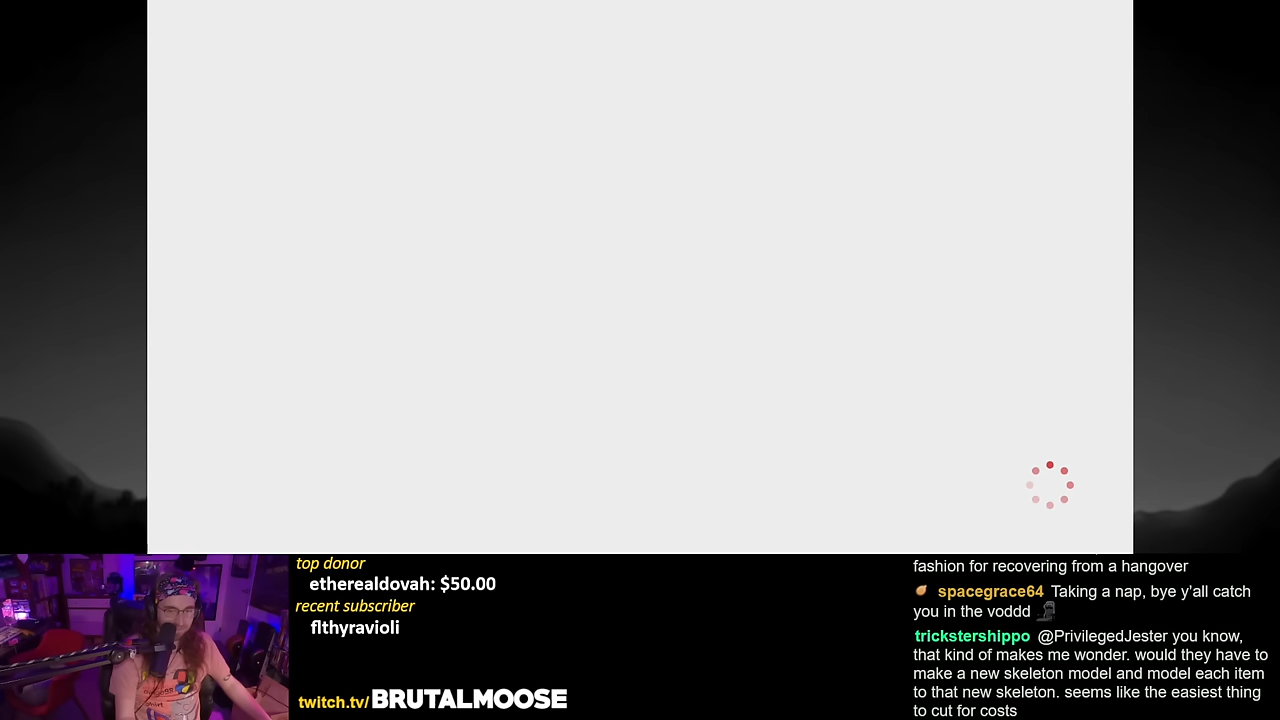 top donor
etherealdovah: $50.00
recent subscriber
flthyravioli
twitch.tv/BRUTALMOOSE
fashion for recovering from a hangover
spacegrace64 Taking a nap, bye y'all catch
you in the voddd
trickstershippo @PrivilegedJester you know,
that kind of makes me wonder. would they have to
make a new skeleton model and model each item
to that new skeleton. seems like the easiest thing
to cut for costs